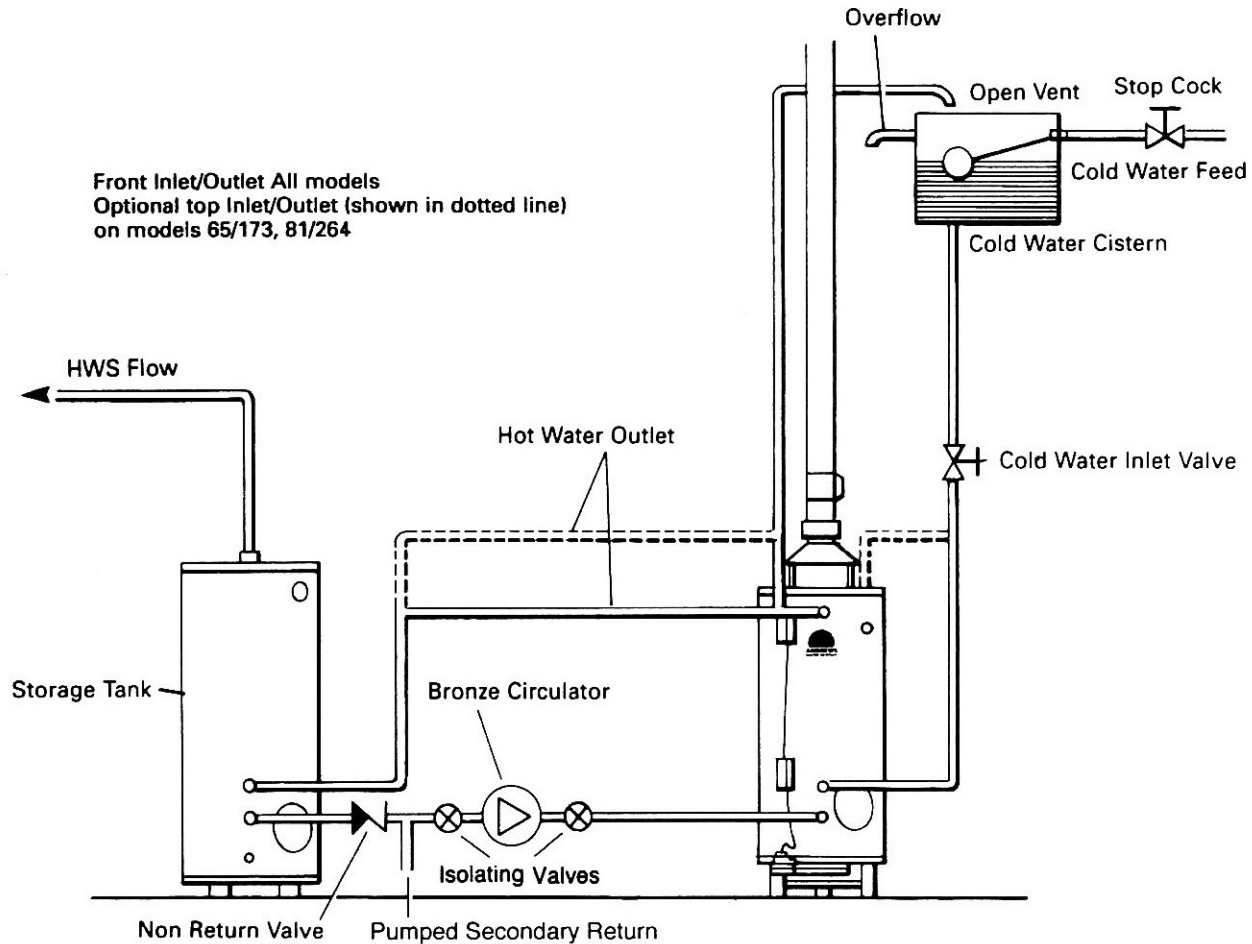 Overflow
Open Vent
Stop Cock
Front Inlet/Outlet All models
Optional top Inlet/Outlet (shown in dotted line)
on models 65/173, 81/264
Cold Water Feed
Cold Water Cistern
HWS Flow
Hot Water Outlet
Cold Water Inlet Valve
Storage Tank
Bronze Circulator
Isolating Valves
Non Return Valve
Pumped Secondary Return